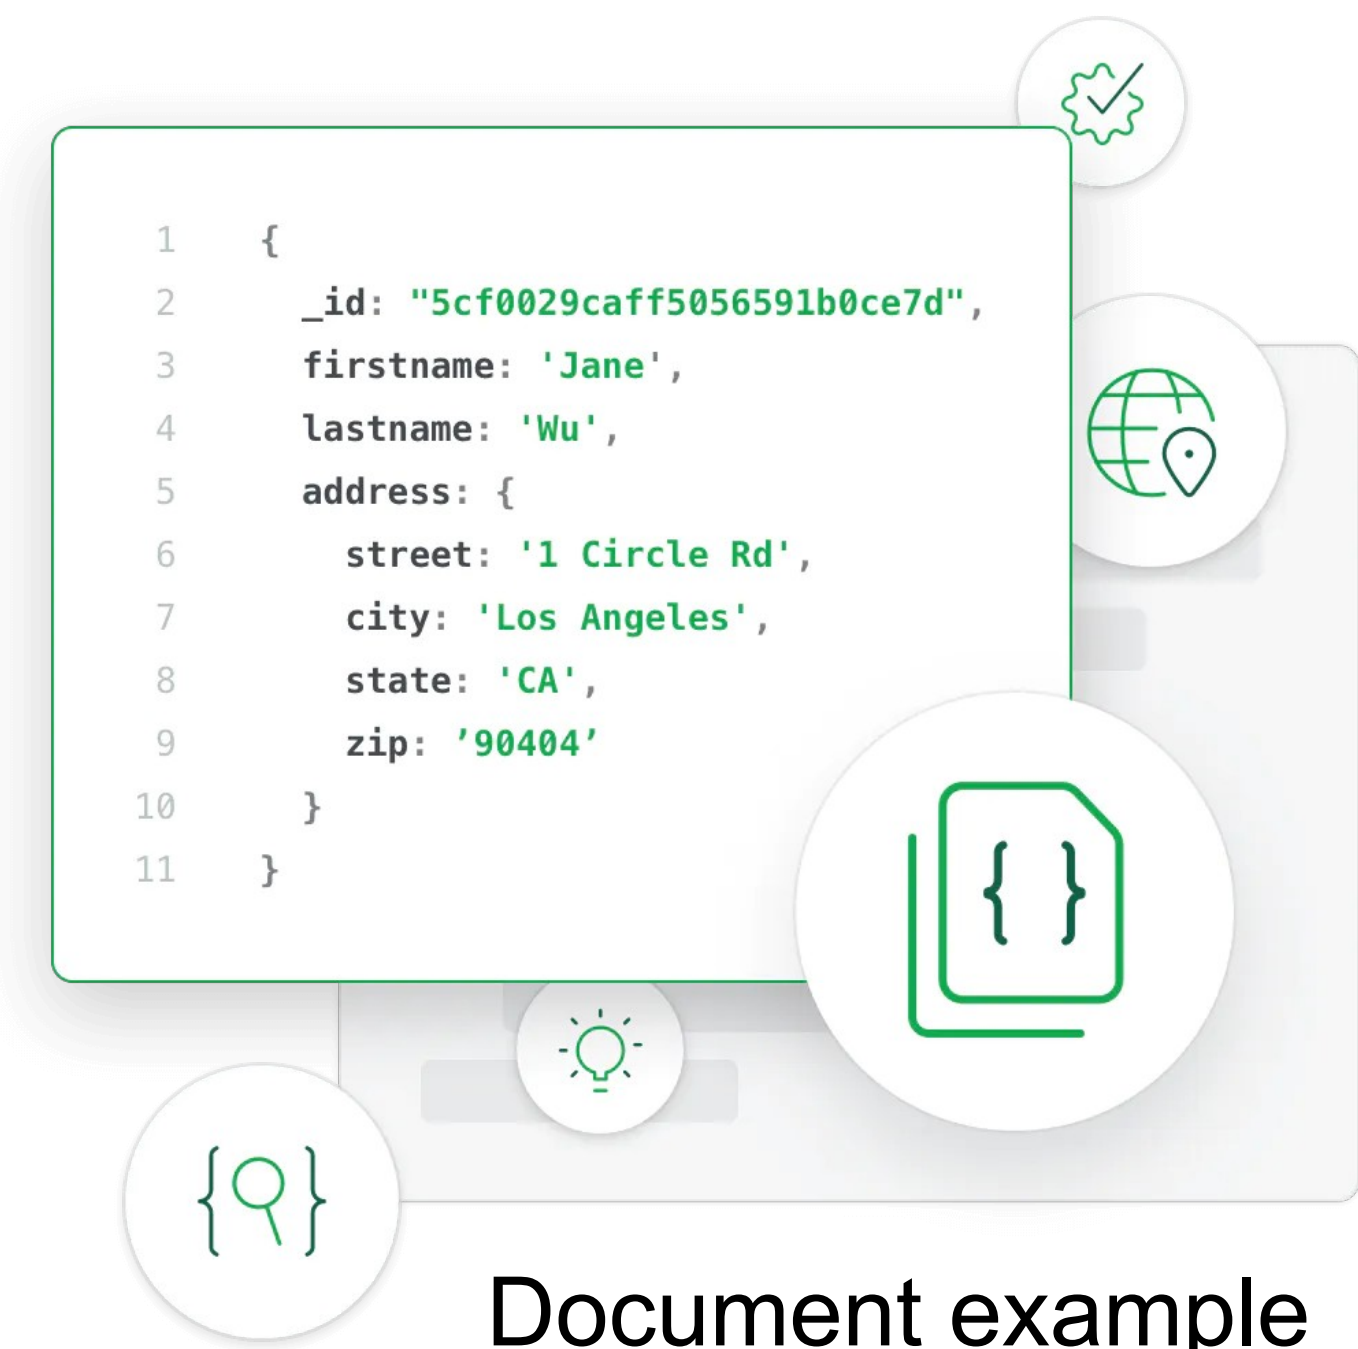 1 {
2 _id: "5cf0029caff5056591b0ce7d",
3 firstname: 'Jane',
4 lastname: 'Wu',
5 address: {
6 street: '1 Circle Rd',
7 city: 'Los Angeles',
8 state: 'CA',
9 zip: ’90404’
10 }
11 }
{ }
{ }
Document example